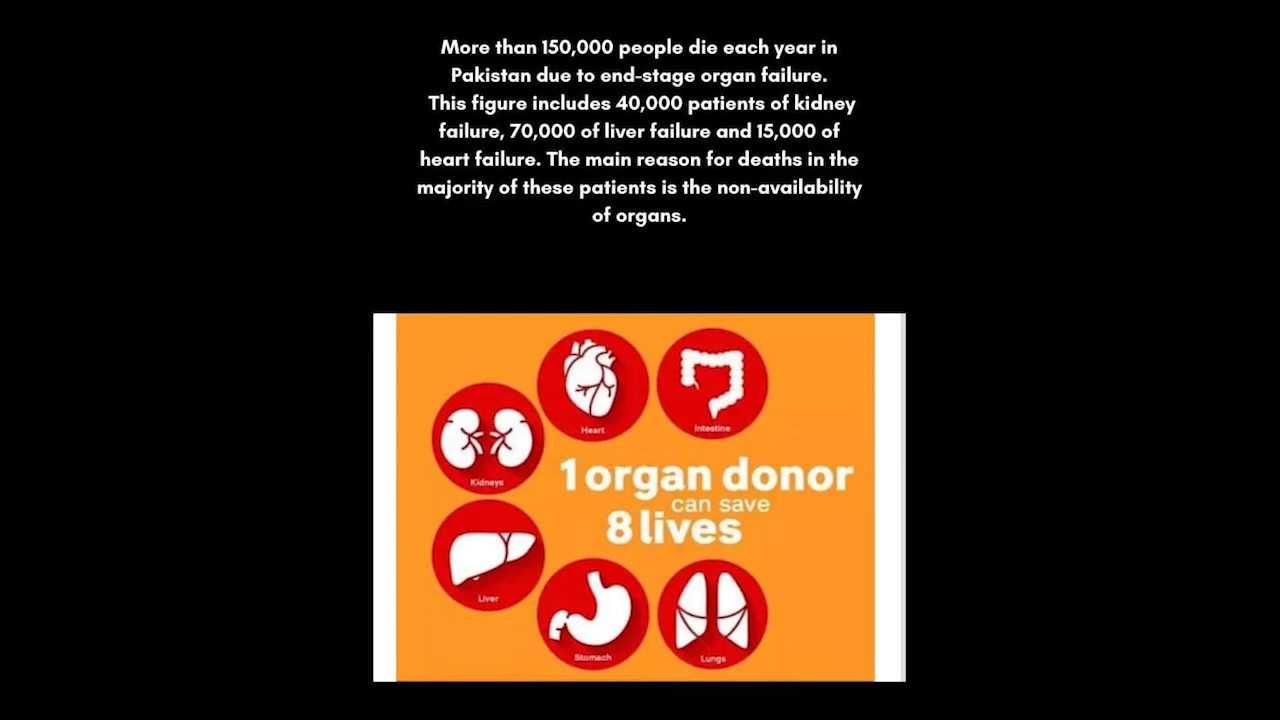 More than 150,000 people die each year in
Pakistan due to end-stage organ failure.
This figure includes 40,000 patients of kidney
failure, 70,000 of liver failure and 15,000 of
heart failure. The main reason for deaths in the
majority of these patients is the non-availability
of organs.
Heart
Intestine
Kidneys
1 organ donor
can save
8 lives
Liver
Stomach
Lungs